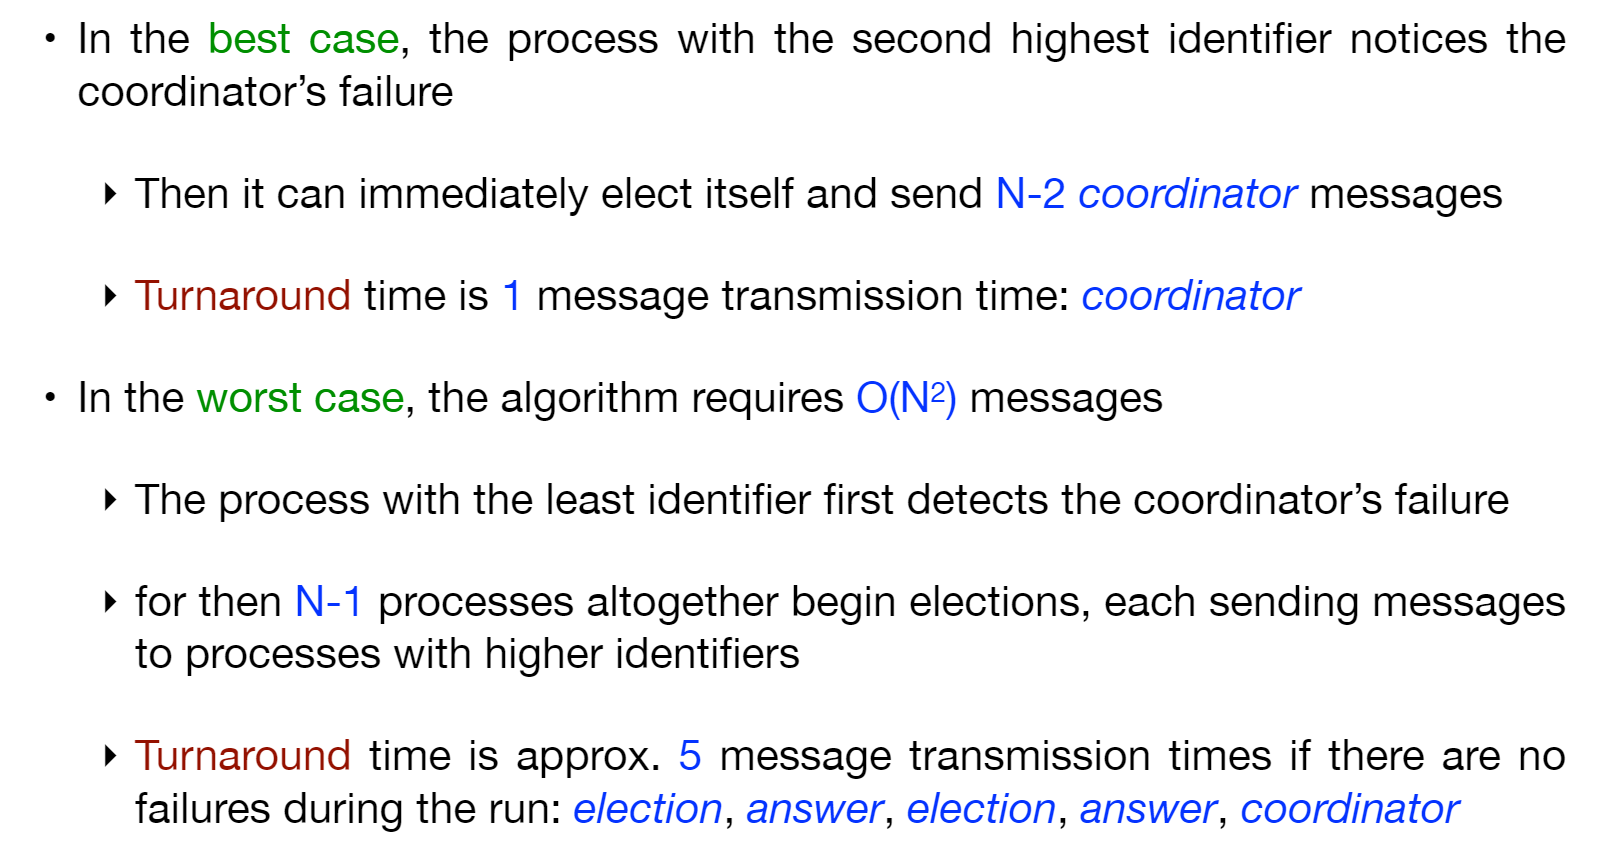 • In the best case, the process with the second highest identifier notices the
coordinator’s failure
‣ Then it can immediately elect itself and send N-2 coordinator messages
‣ Turnaround time is 1 message transmission time: coordinator
• In the worst case, the algorithm requires O(N²) messages
‣ The process with the least identifier first detects the coordinator’s failure
‣ for then N-1 processes altogether begin elections, each sending messages
to processes with higher identifiers
‣ Turnaround time is approx. 5 message transmission times if there are no
failures during the run: election, answer, election, answer, coordinator